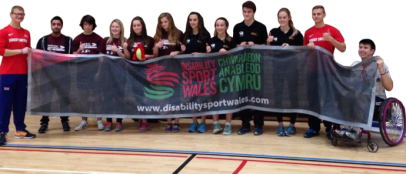 DISABILITY SPORT WALES
CHWARAEON ANABLEDD CYMRU
www.disabilitysportwales.com